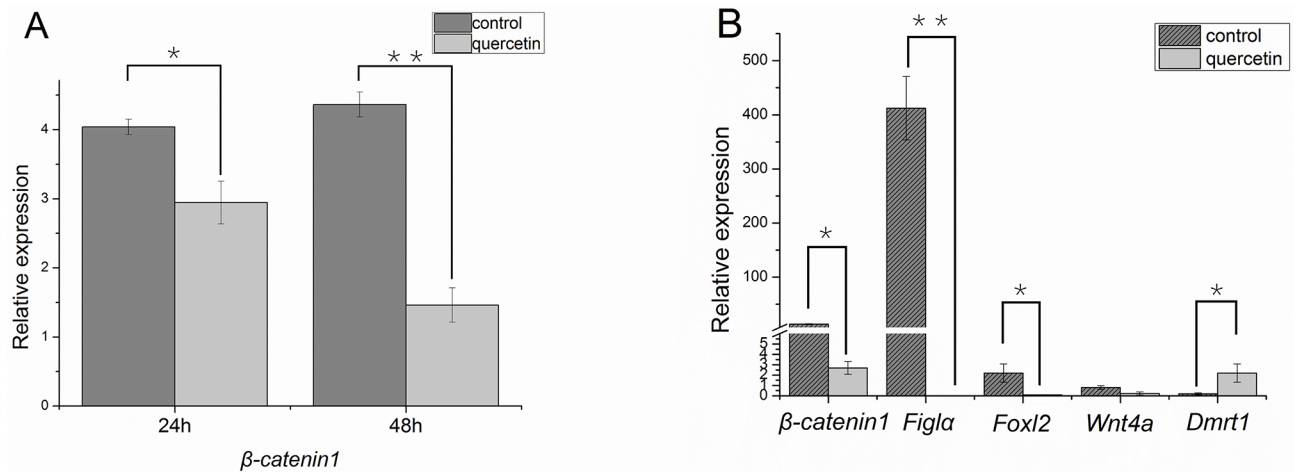 A
control
quercetin
*
* *
Relative expression
4
3
2
1
0
24h
48h
β-catenin1
B
control
quercetin
* *
*
*
*
Relative expression
500
400
300
200
100
5
4
3
2
1
0
β-catenin1 Figlα Foxl2 Wnt4a Dmrt1